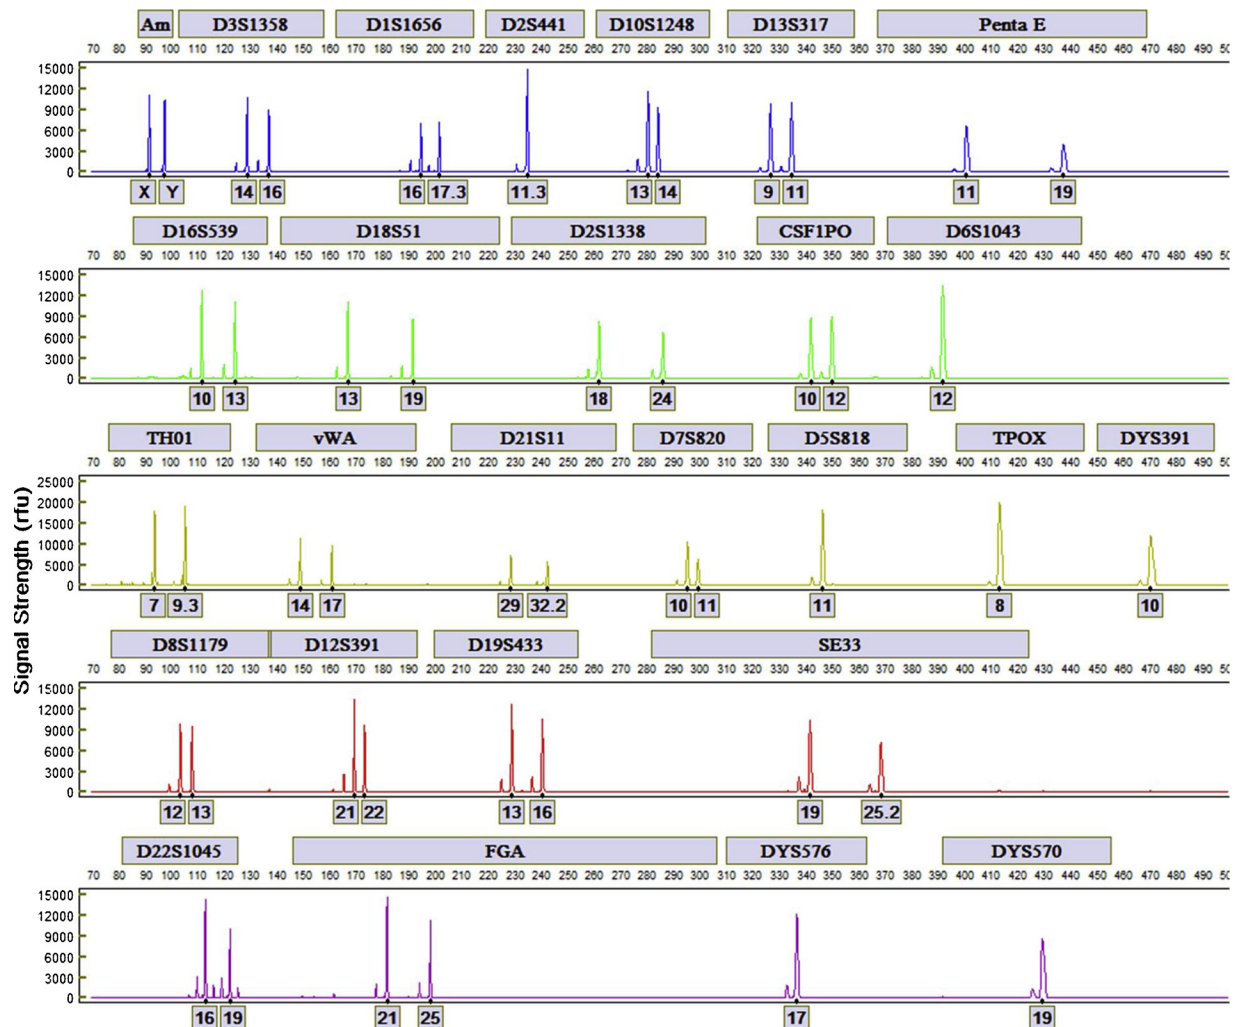 Am D3S1358 D1S1656 D2S441 D10S1248 D13S317 Penta E
70 80 90 100 110 120 130 140 150 160 170 180 190 200 210 220 230 240 250 260 270 280 290 300 310 320 330 340 350 360 370 380 390 400 410 420 430 440 450 460 470 480 490 50
15000
12000
9000
6000
3000
0
X Y 14 16 16 17.3 11.3 13 14 9 11 11 19
D16S539 D18S51 D2S1338 CSF1PO D6S1043
70 80 90 100 110 120 130 140 150 160 170 180 190 200 210 220 230 240 250 260 270 280 290 300 310 320 330 340 350 360 370 380 390 400 410 420 430 440 450 460 470 480 490 50
15000
12000
9000
6000
3000
0
10 13 13 19 18 24 10 12 12
TH01 vWA D21S11 D7S820 D5S818 TPOX DYS391
70 80 90 100 110 120 130 140 150 160 170 180 190 200 210 220 230 240 250 260 270 280 290 300 310 320 330 340 350 360 370 380 390 400 410 420 430 440 450 460 470 480 490 50
25000
20000
15000
10000
5000
0
7 9.3 14 17 29 32.2 10 11 11 8 10
Signal Strength (rfu)
D8S1179 D12S391 D19S433 SE33
70 80 90 100 110 120 130 140 150 160 170 180 190 200 210 220 230 240 250 260 270 280 290 300 310 320 330 340 350 360 370 380 390 400 410 420 430 440 450 460 470 480 490 50
15000
12000
9000
6000
3000
0
12 13 21 22 13 16 19 25.2
D22S1045 FGA DYS576 DYS570
70 80 90 100 110 120 130 140 150 160 170 180 190 200 210 220 230 240 250 260 270 280 290 300 310 320 330 340 350 360 370 380 390 400 410 420 430 440 450 460 470 480 490 50
15000
12000
9000
6000
3000
0
16 19 21 25 17 19